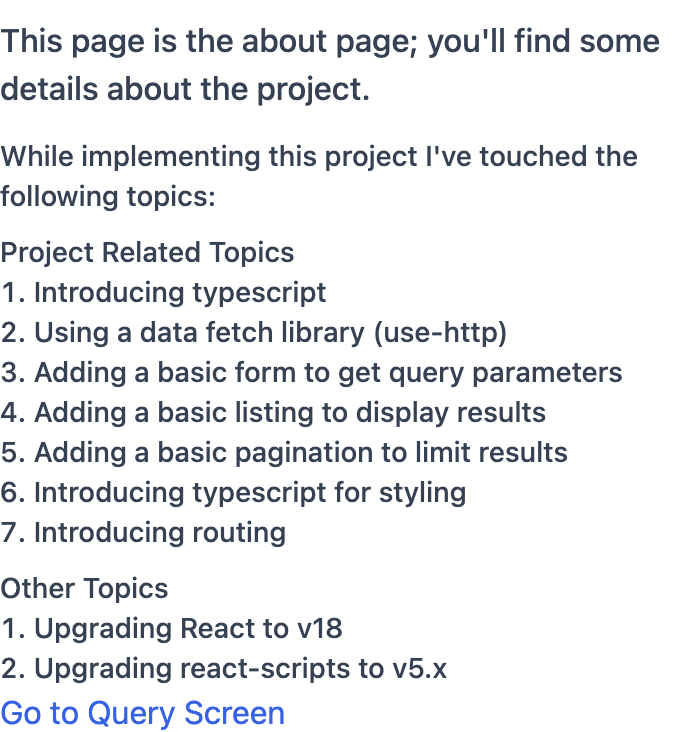 This page is the about page; you'll find some
details about the project.
While implementing this project I've touched the
following topics:
Project Related Topics
1. Introducing typescript
2. Using a data fetch library (use-http)
3. Adding a basic form to get query parameters
4. Adding a basic listing to display results
5. Adding a basic pagination to limit results
6. Introducing typescript for styling
7. Introducing routing
Other Topics
1. Upgrading React to v18
2. Upgrading react-scripts to v5.x
Go to Query Screen